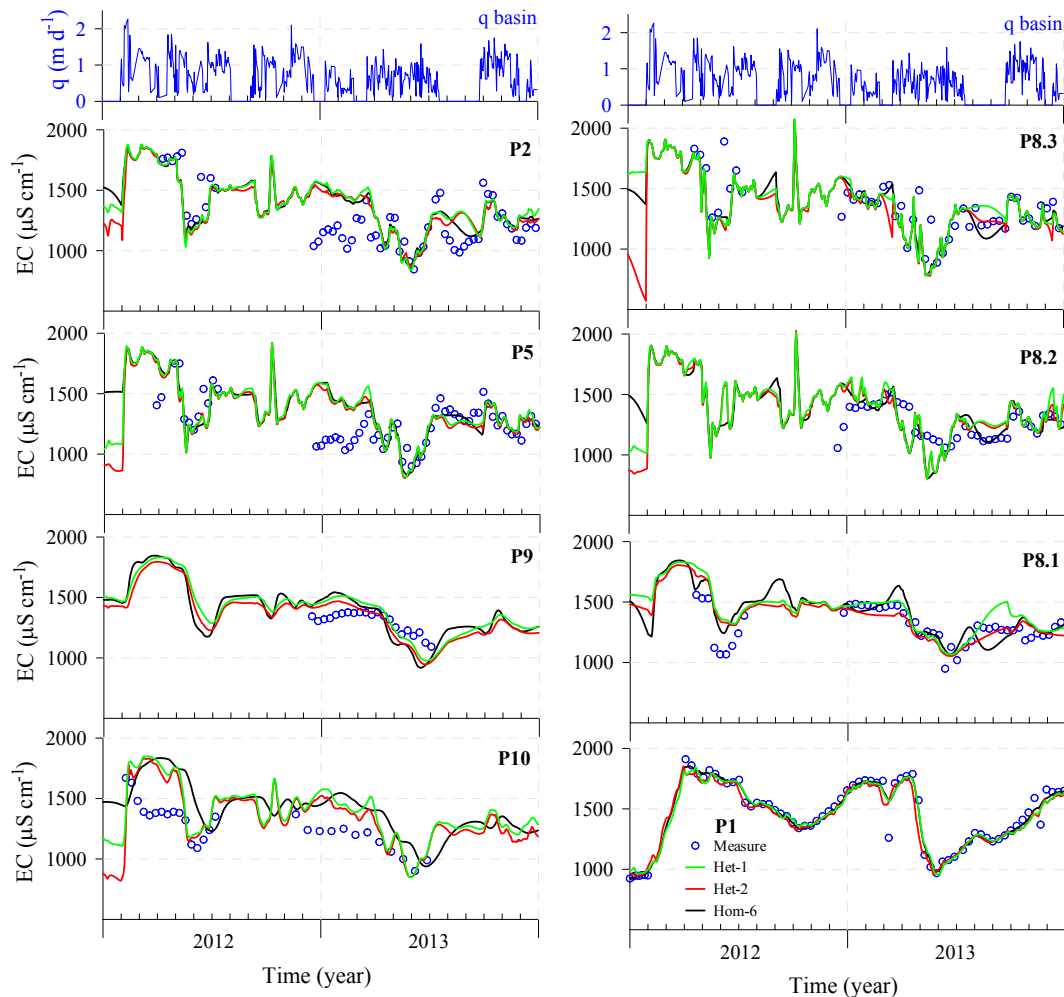 q basin
q (m d⁻¹)
2
1
0
P2
EC (µS cm⁻¹)
2000
1500
1000
P5
EC (µS cm⁻¹)
2000
1500
1000
P9
EC (µS cm⁻¹)
2000
1500
1000
P10
EC (µS cm⁻¹)
2000
1500
1000
2012
2013
Time (year)
q basin
2
1
0
P8.3
2000
1500
1000
P8.2
2000
1500
1000
P8.1
2000
1500
1000
2000
1500
1000
P1
Measure
Het-1
Het-2
Hom-6
2012
2013
Time (year)